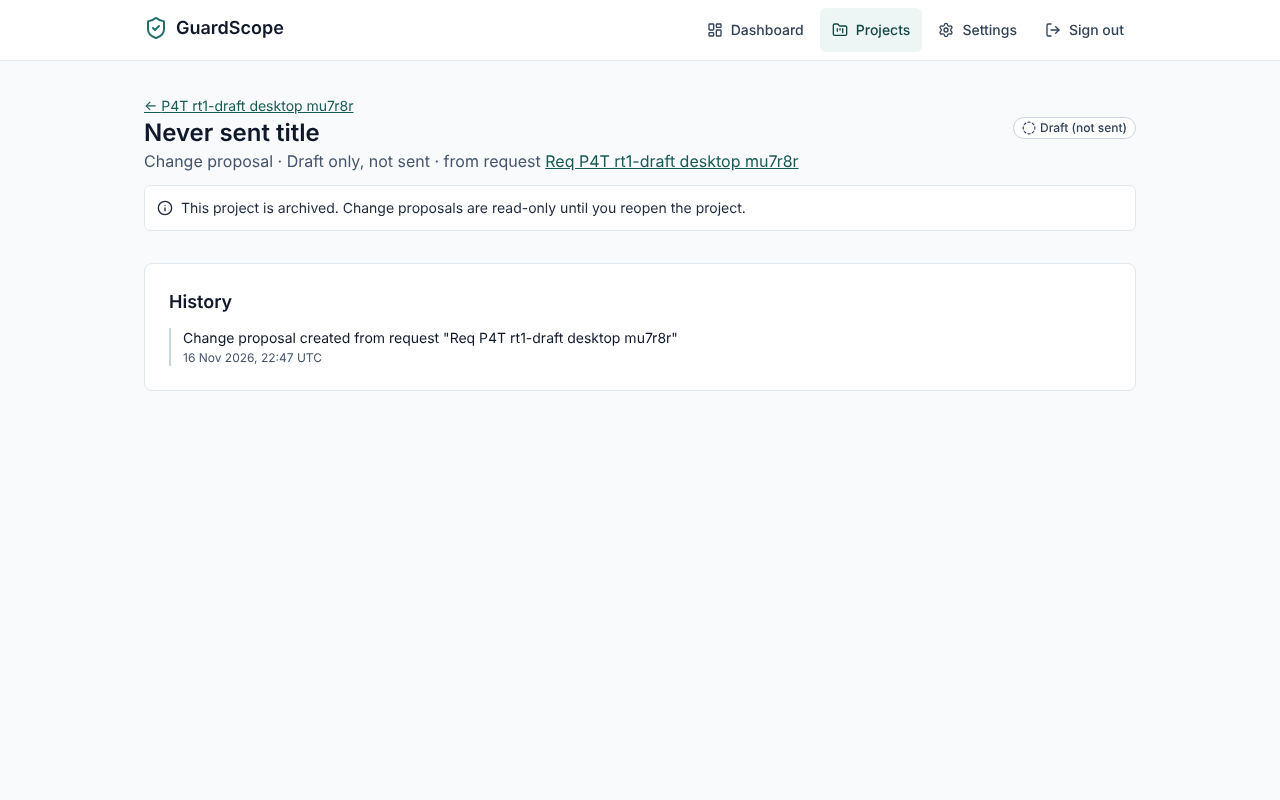 GuardScope
Dashboard
Projects
Settings
Sign out
← P4T rt1-draft desktop mu7r8r
Never sent title
Draft (not sent)
Change proposal · Draft only, not sent · from request Req P4T rt1-draft desktop mu7r8r
This project is archived. Change proposals are read-only until you reopen the project.
History
Change proposal created from request "Req P4T rt1-draft desktop mu7r8r"
16 Nov 2026, 22:47 UTC